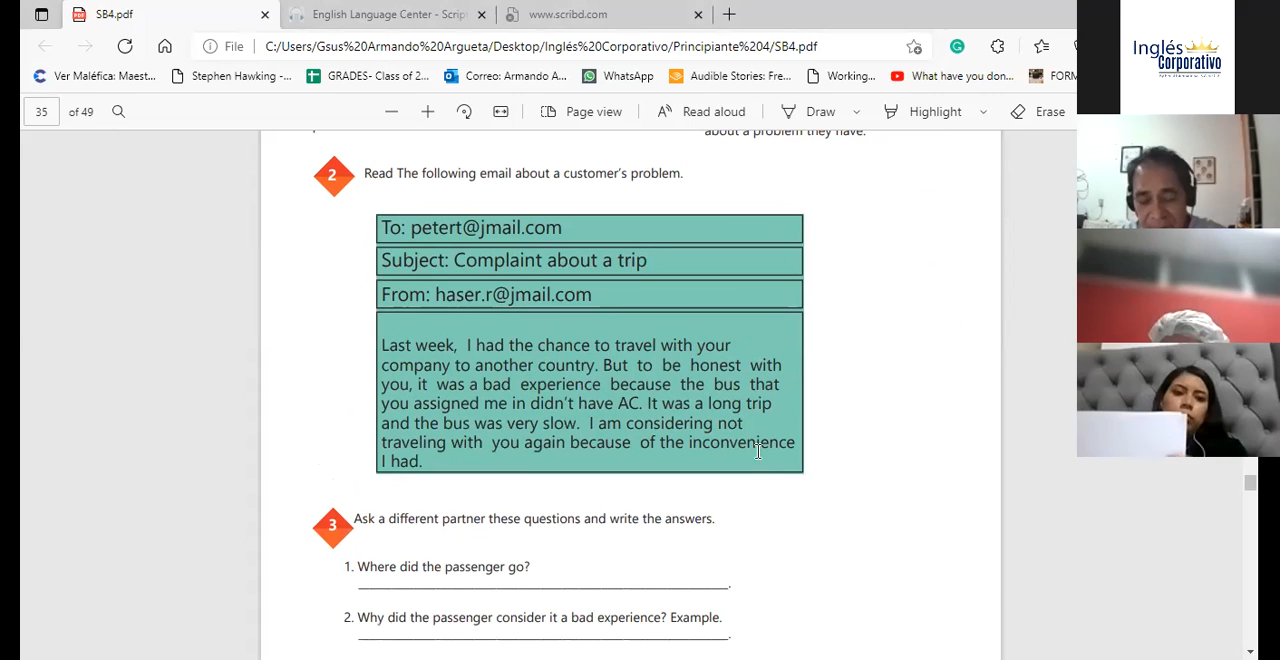 SB4.pdf
English Language Center - Scrip
www.scribd.com
File
C:/Users/Gsus%20Armando%20Argueta/Desktop/Inglés%20Corporativo/Principiante%204/SB4.pdf
Ver Maléfica: Maest...
Stephen Hawking -...
GRADES- Class of 2...
Correo: Armando A...
WhatsApp
Audible Stories: Fre...
Working...
What have you don...
FORM
35
of 49
Page view
Read aloud
Draw
Highlight
Erase
Inglés
Corporativo
about a problem they have.
2
Read The following email about a customer's problem.
To: petert@jmail.com
Subject: Complaint about a trip
From: haser.r@jmail.com
Last week, I had the chance to travel with your
company to another country. But to be honest with
you, it was a bad experience because the bus that
you assigned me in didn't have AC. It was a long trip
and the bus was very slow. I am considering not
traveling with you again because of the inconvenience
I had.
3
Ask a different partner these questions and write the answers.
1. Where did the passenger go?
2. Why did the passenger consider it a bad experience? Example.